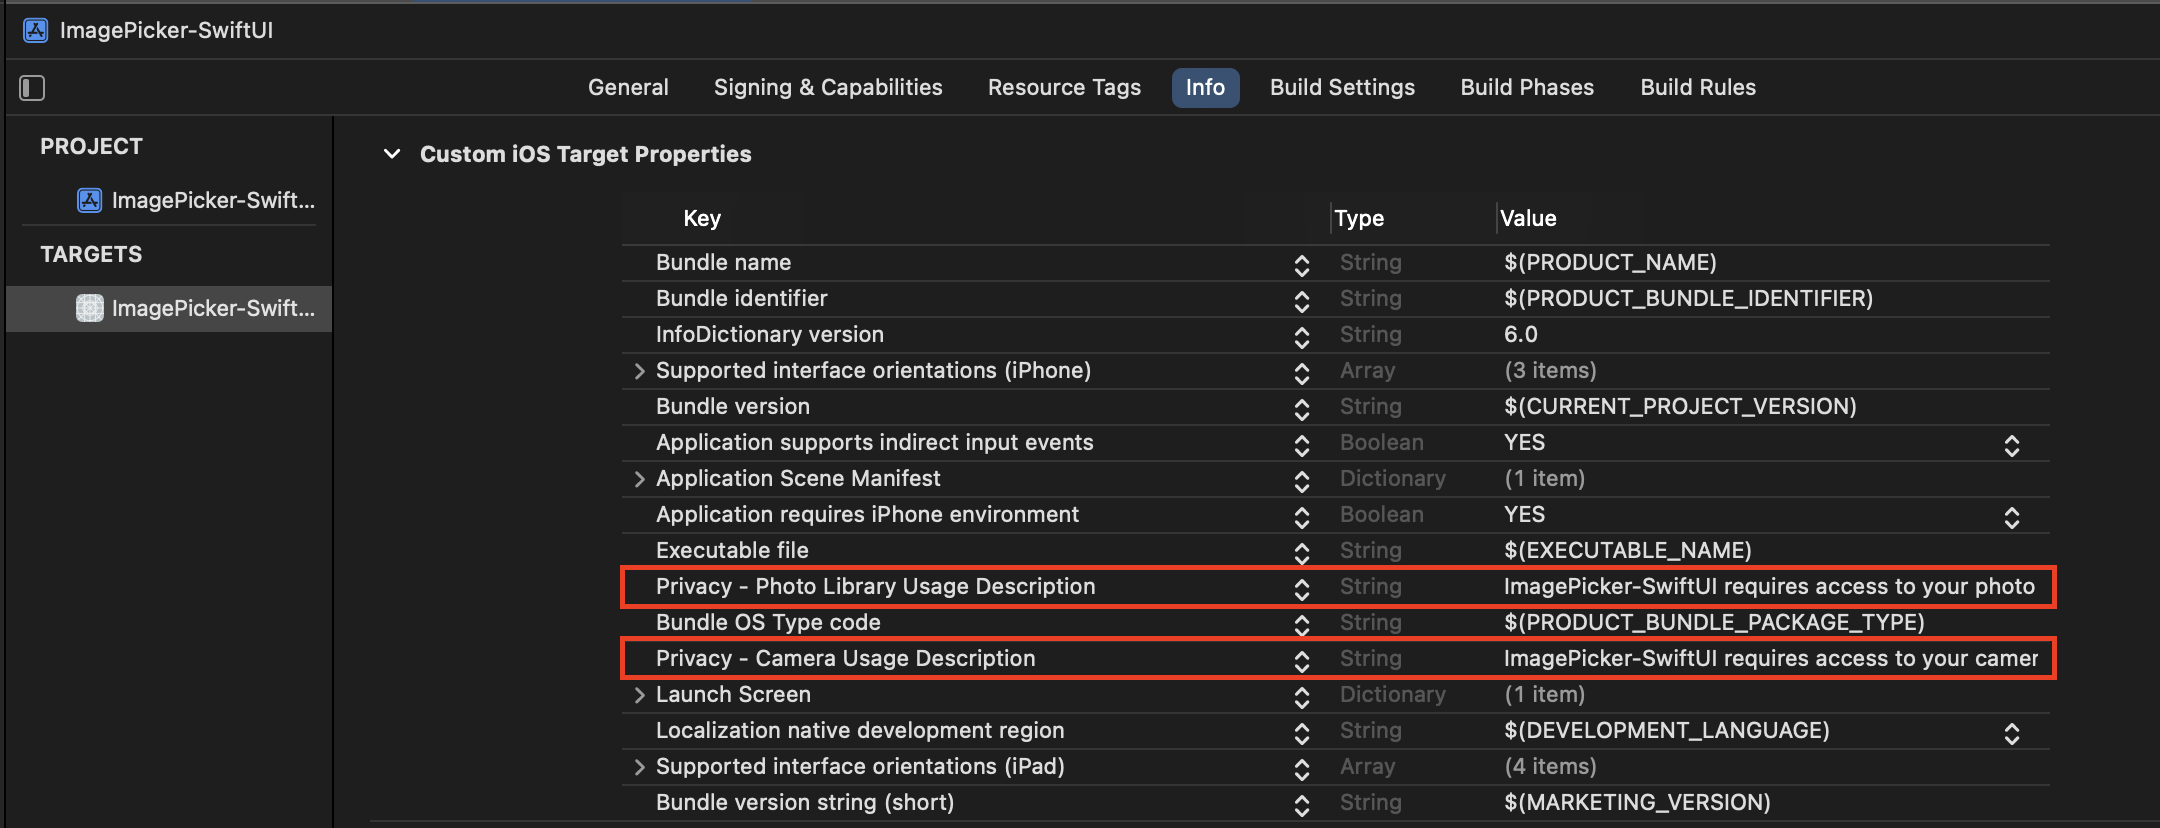 ImagePicker-SwiftUI
General Signing & Capabilities Resource Tags Info Build Settings Build Phases Build Rules
PROJECT
ImagePicker-Swift...
TARGETS
ImagePicker-Swift...
Custom iOS Target Properties
Key Type Value
Bundle name String $(PRODUCT_NAME)
Bundle identifier String $(PRODUCT_BUNDLE_IDENTIFIER)
InfoDictionary version String 6.0
Supported interface orientations (iPhone) Array (3 items)
Bundle version String $(CURRENT_PROJECT_VERSION)
Application supports indirect input events Boolean YES
Application Scene Manifest Dictionary (1 item)
Application requires iPhone environment Boolean YES
Executable file String $(EXECUTABLE_NAME)
Privacy - Photo Library Usage Description String ImagePicker-SwiftUI requires access to your photo
Bundle OS Type code String $(PRODUCT_BUNDLE_PACKAGE_TYPE)
Privacy - Camera Usage Description String ImagePicker-SwiftUI requires access to your camer
Launch Screen Dictionary (1 item)
Localization native development region String $(DEVELOPMENT_LANGUAGE)
Supported interface orientations (iPad) Array (4 items)
Bundle version string (short) String $(MARKETING_VERSION)